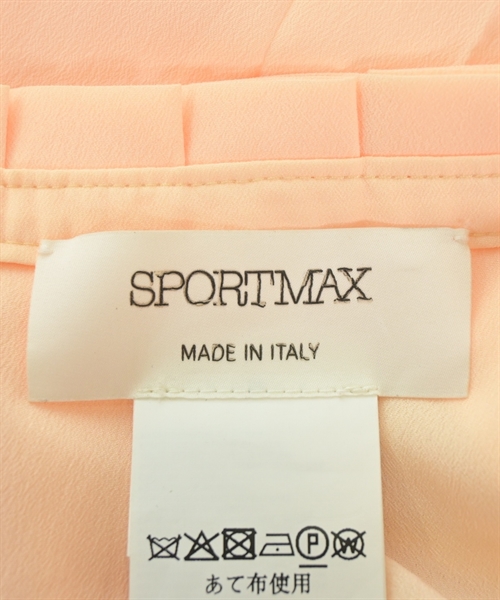 SPORTMAX
MADE IN ITALY
P W
あて布使用